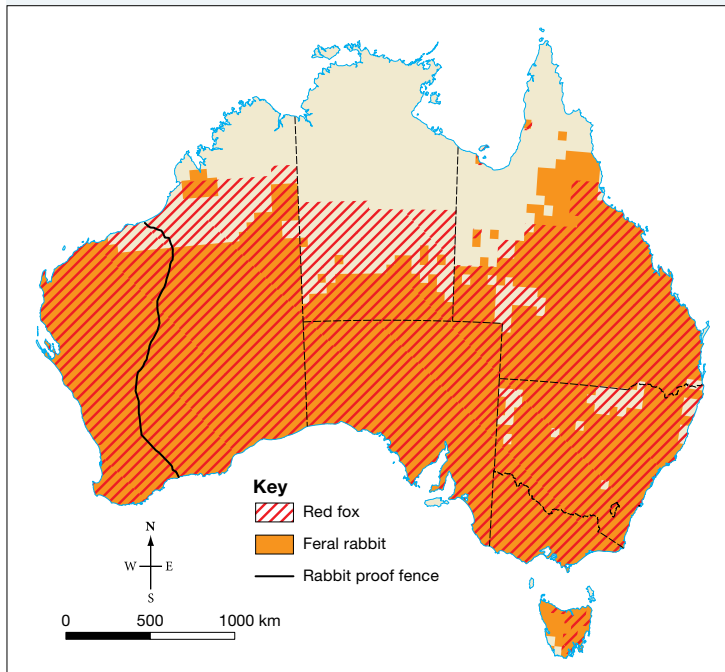 Key
Red fox
Feral rabbit
Rabbit proof fence
N
W E
S
0 500 1000 km